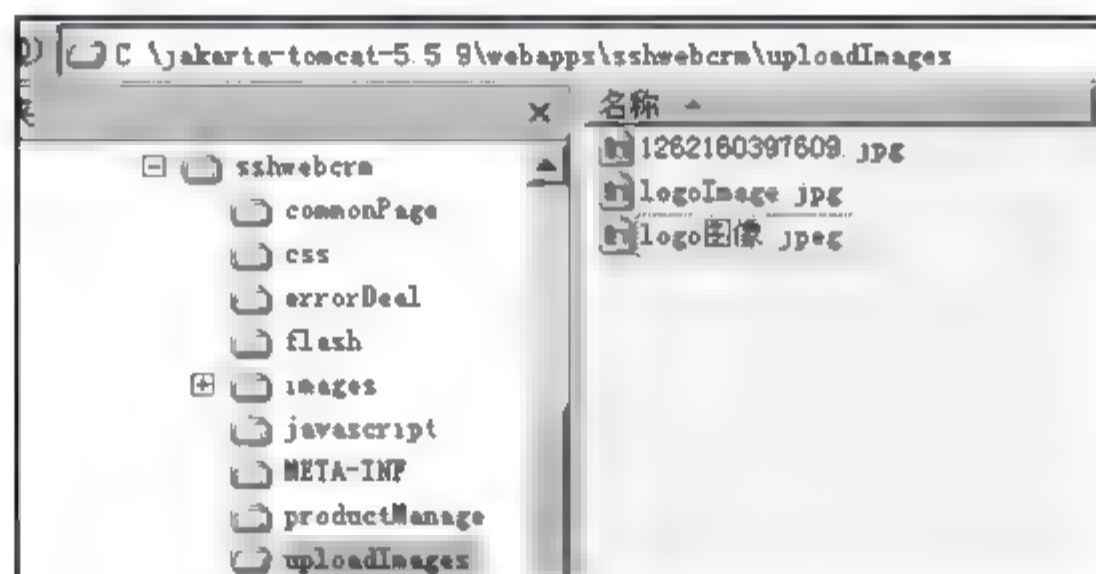 C \jakarta-tomcat-5.5 9\webapps\sshwebcrm\uploadImages
名称
sshwebcrm
commonPage
css
errorDeal
flash
images
javascript
META-INF
productManage
uploadImages
1262160397609.jpg
logoImage jpg
logo图像 jpeg